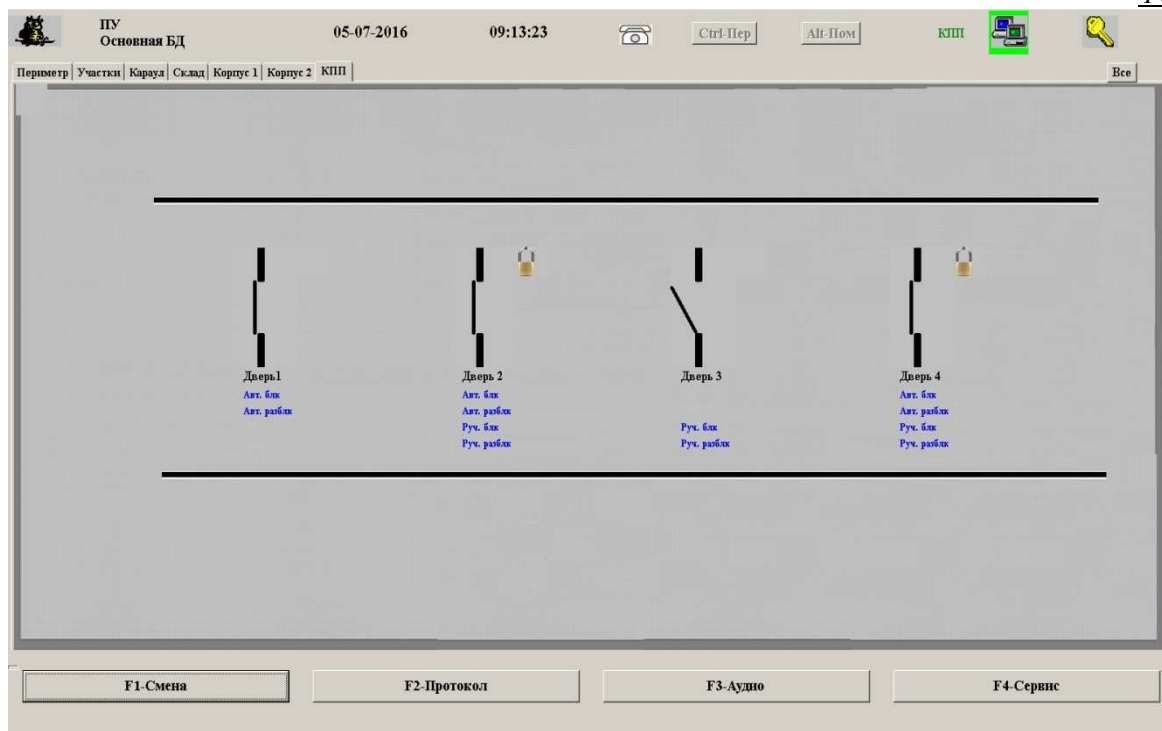 ПУ
Основная БД
05-07-2016
09:13:23
Ctrl-Пер
Alt-Пом
КПП
Периметр Участки Караул Склад Корпус 1 Корпус 2 КПП
Все
Дверь1
Авт. блк
Авт. разблк
Дверь 2
Авт. блк
Авт. разблк
Руч. блк
Руч. разблк
Дверь 3
Руч. блк
Руч. разблк
Дверь 4
Авт. блк
Авт. разблк
Руч. блк
Руч. разблк
F1-Смена
F2-Протокол
F3-Аудио
F4-Сервис